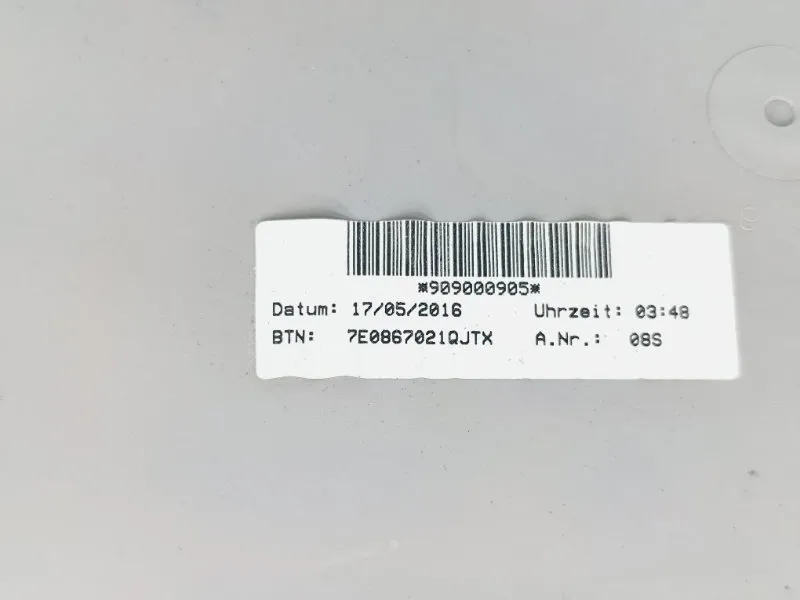 *909000905*
Datum: 17/05/2016 Uhrzeit: 03:48
BTN: 7E0867021QJTX A.Nr.: 08S